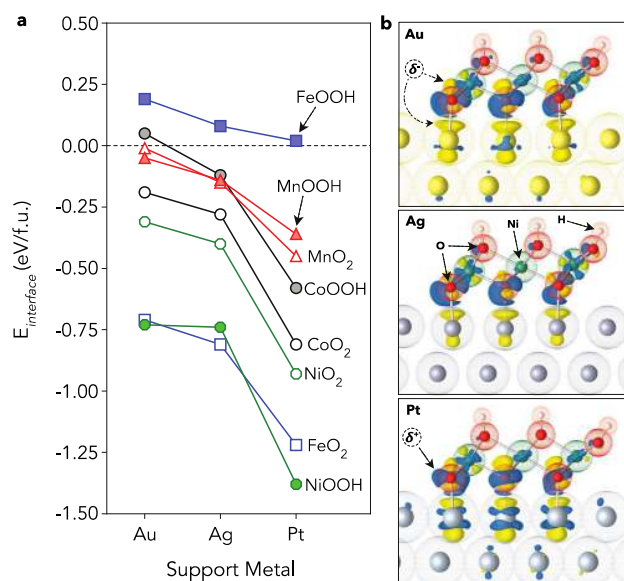 a
b
0.50
0.25
0.00
-0.25
-0.50
-0.75
-1.00
-1.25
-1.50
E interface (eV/f.u.)
FeOOH
MnOOH
MnO2
CoOOH
CoO2
NiO2
FeO2
NiOOH
Au Ag Pt
Support Metal
Au
δ-
Ag
Ni
H
O
Pt
δ+